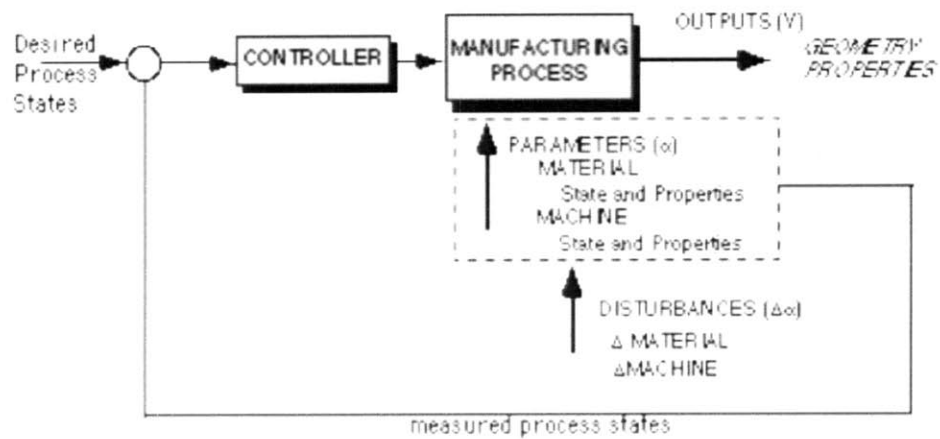 Desired
Process
States
CONTROLLER
MANUFACTURING
PROCESS
OUTPUTS (Y)
GEOMETRY
PROPERTIES
PARAMETERS (α)
MATERIAL
State and Properties
MACHINE
State and Properties
DISTURBANCES (Δα)
Δ MATERIAL
ΔMACHINE
measured process states